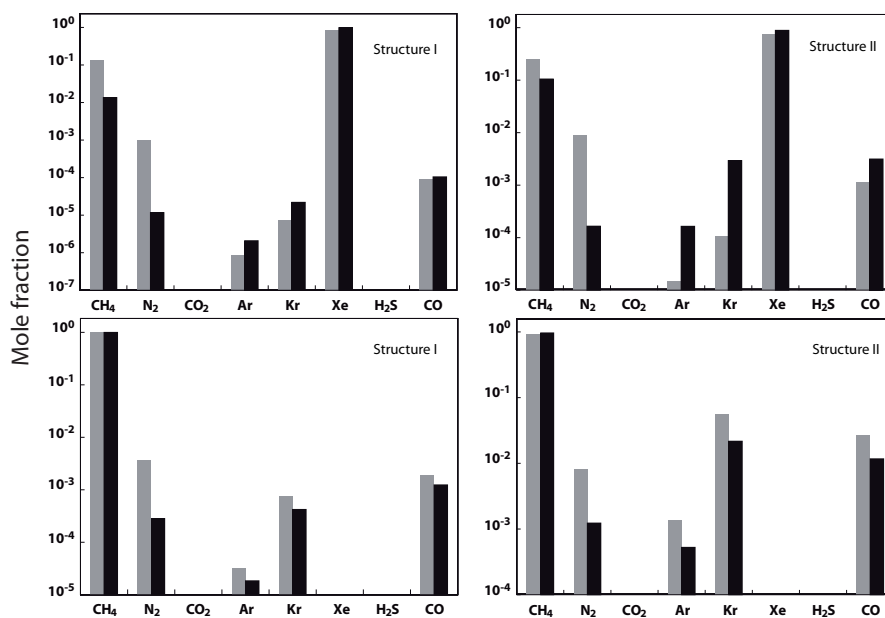 Mole fraction
Structure I
10⁰
10⁻¹
10⁻²
10⁻³
10⁻⁴
10⁻⁵
10⁻⁶
10⁻⁷
CH₄ N₂ CO₂ Ar Kr Xe H₂S CO
Structure II
10⁰
10⁻¹
10⁻²
10⁻³
10⁻⁴
10⁻⁵
CH₄ N₂ CO₂ Ar Kr Xe H₂S CO
Structure I
10⁰
10⁻¹
10⁻²
10⁻³
10⁻⁴
10⁻⁵
CH₄ N₂ CO₂ Ar Kr Xe H₂S CO
Structure II
10⁰
10⁻¹
10⁻²
10⁻³
10⁻⁴
CH₄ N₂ CO₂ Ar Kr Xe H₂S CO